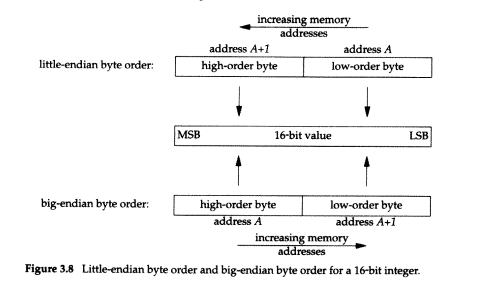 increasing memory
addresses
address A+1 address A
little-endian byte order: high-order byte low-order byte
MSB 16-bit value LSB
big-endian byte order: high-order byte low-order byte
address A address A+1
increasing memory
addresses
Figure 3.8 Little-endian byte order and big-endian byte order for a 16-bit integer.